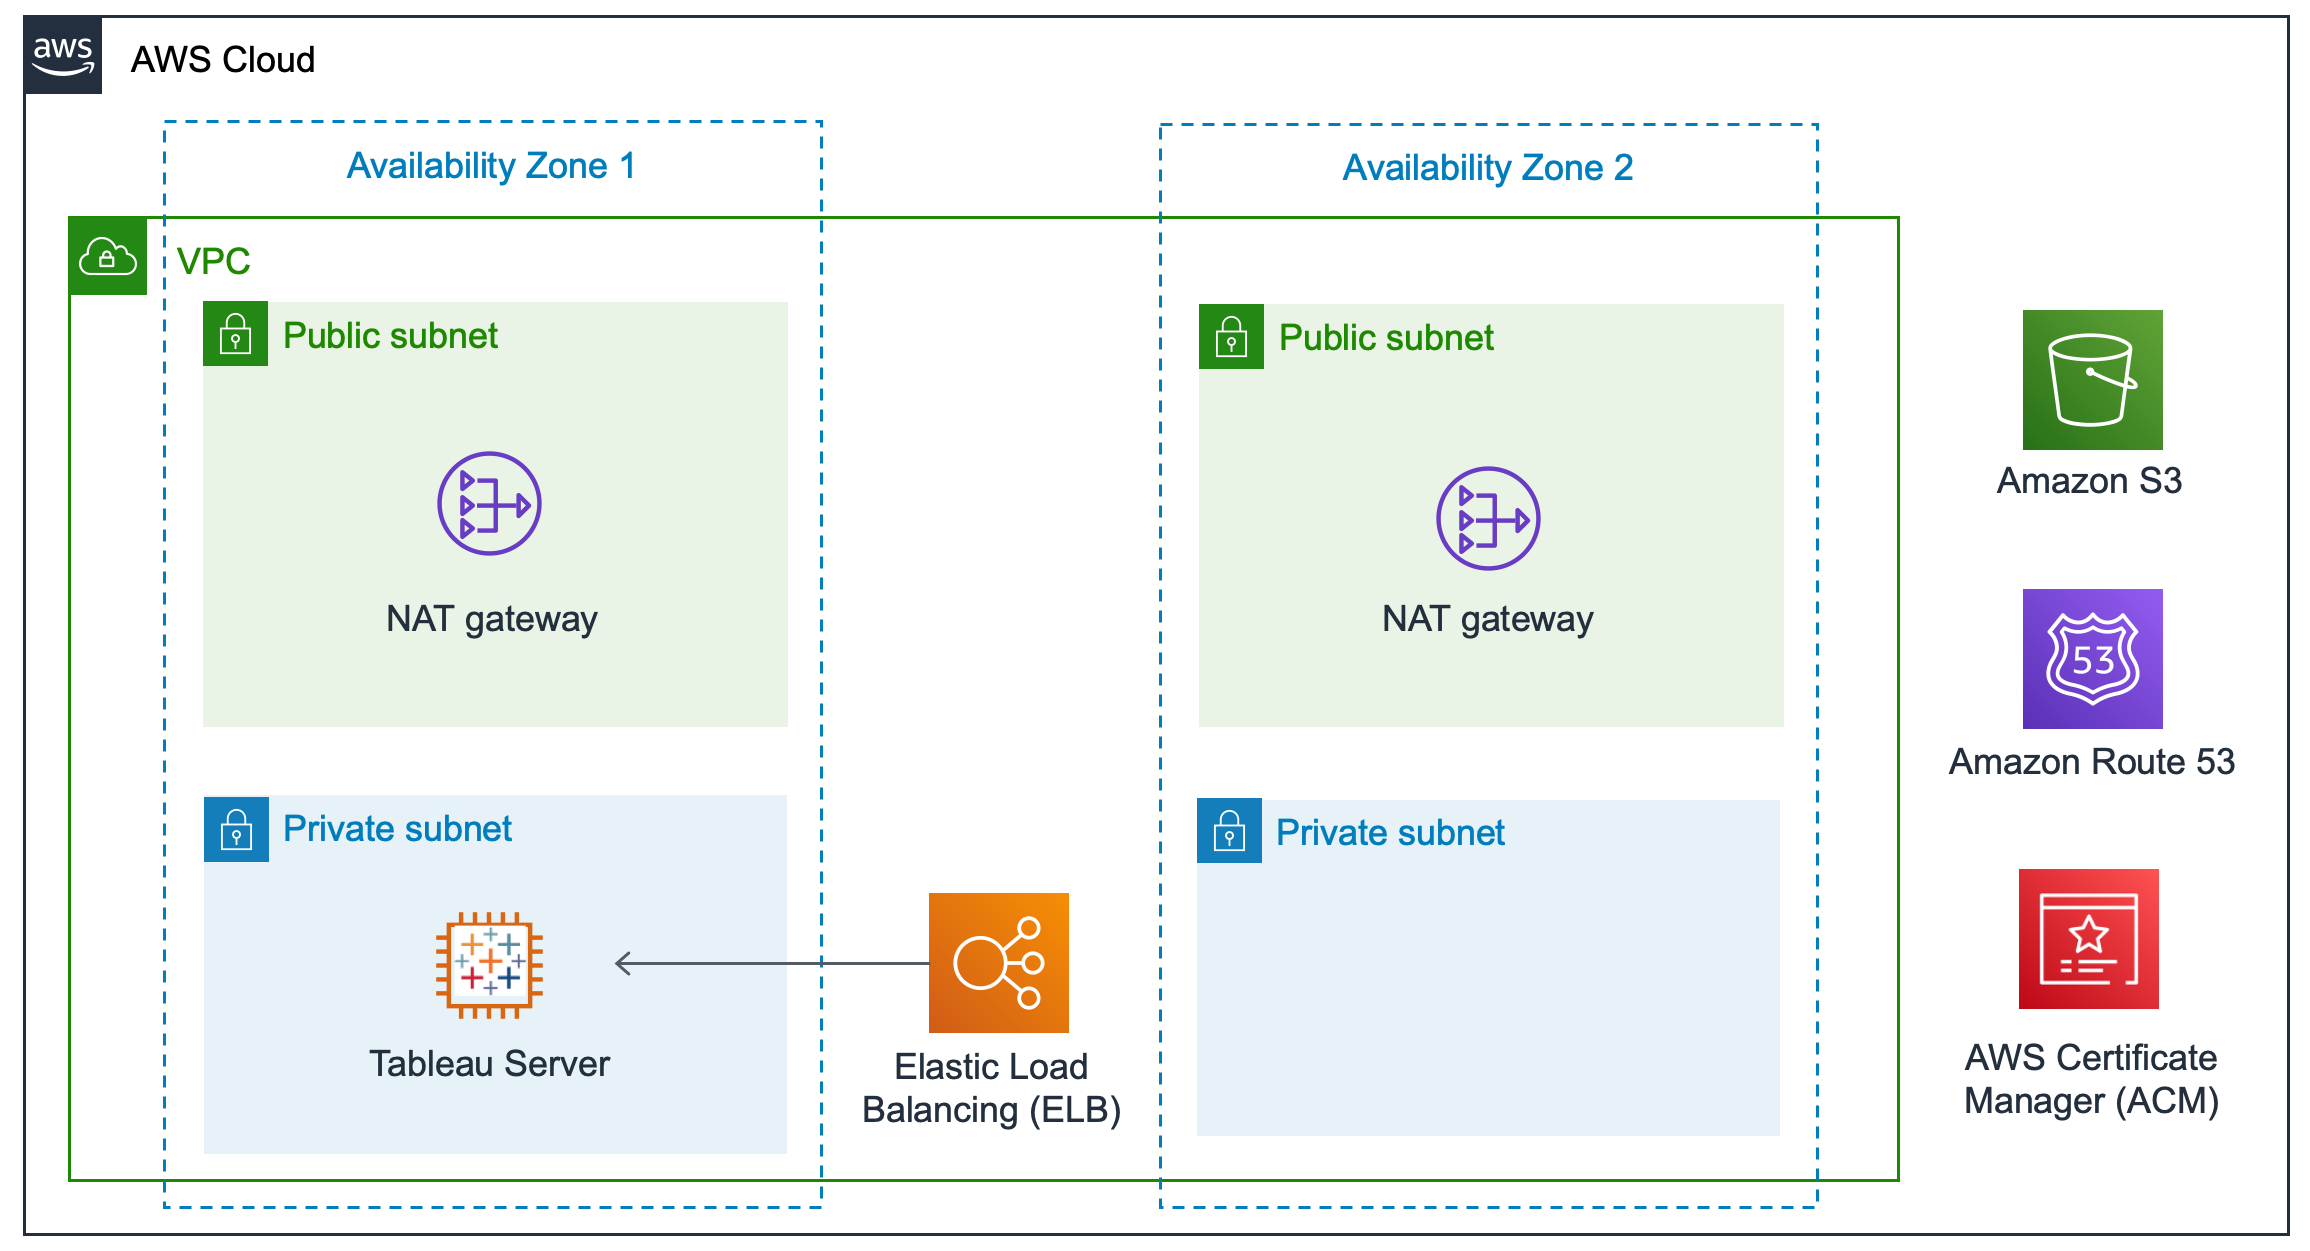 aws
AWS Cloud
Availability Zone 1
Availability Zone 2
VPC
Public subnet
Public subnet
NAT gateway
NAT gateway
Private subnet
Private subnet
Tableau Server
Elastic Load
Balancing (ELB)
Amazon S3
53
Amazon Route 53
AWS Certificate
Manager (ACM)